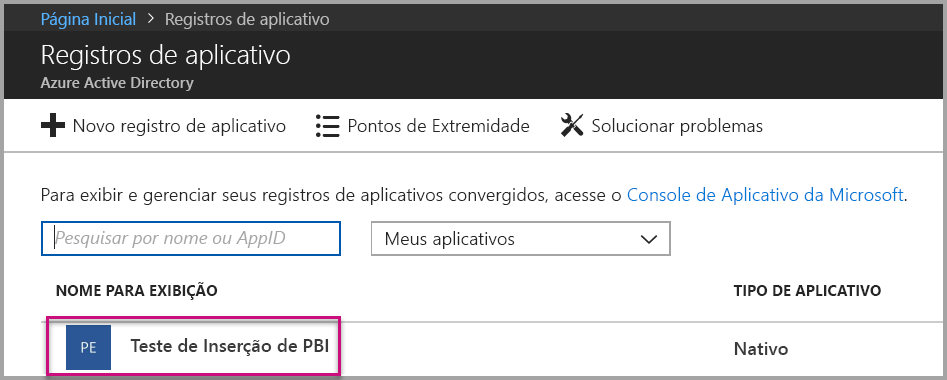 Página Inicial > Registros de aplicativo
Registros de aplicativo
Azure Active Directory
Novo registro de aplicativo Pontos de Extremidade Solucionar problemas
Para exibir e gerenciar seus registros de aplicativos convergidos, acesse o Console de Aplicativo da Microsoft.
Pesquisar por nome ou AppID Meus aplicativos
NOME PARA EXIBIÇÃO TIPO DE APLICATIVO
PE Teste de Inserção de PBI Nativo